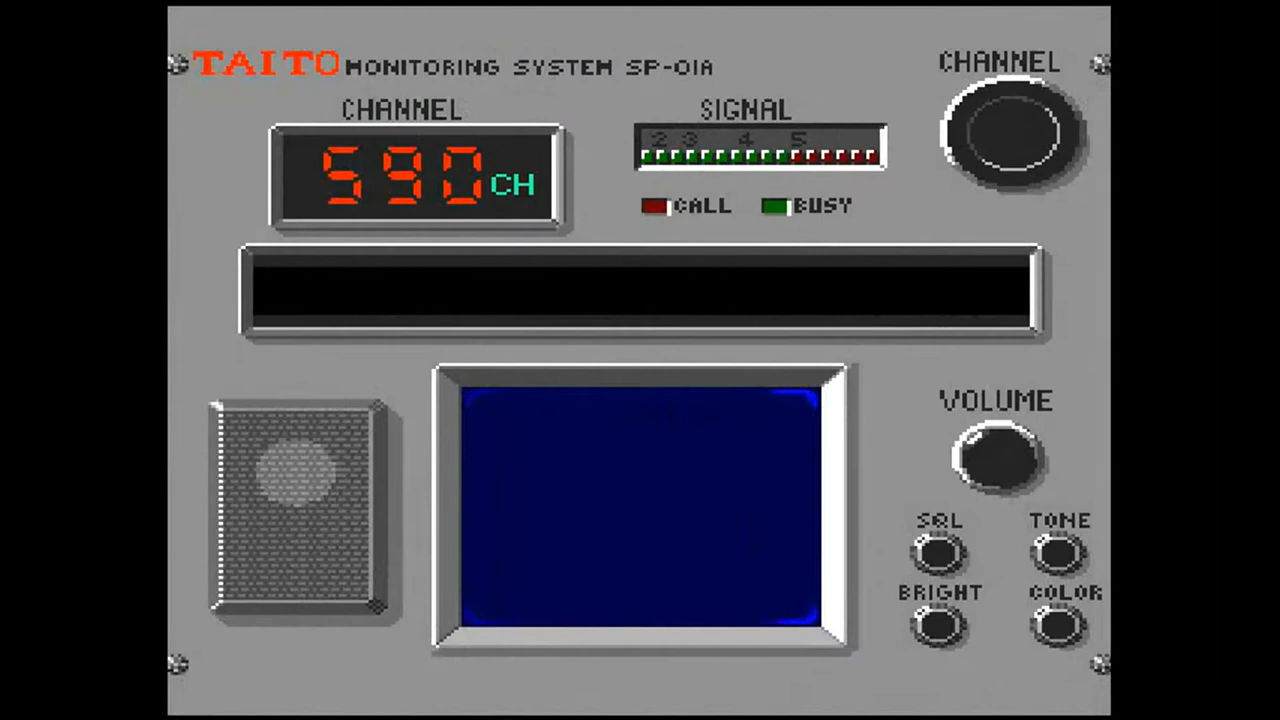 TAITO MONITORING SYSTEM SP-01A
CHANNEL
CHANNEL
SIGNAL
2 3 4 5
590 CH
CALL BUSY
VOLUME
SQL TONE
BRIGHT COLOR